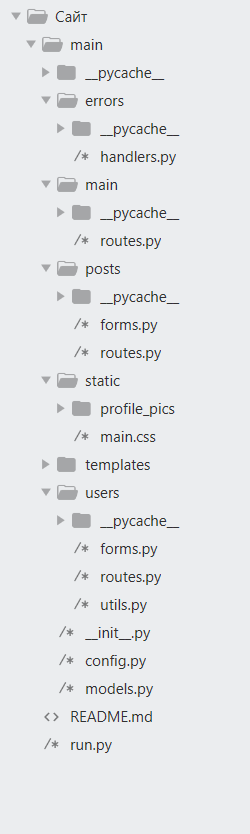 Сайт
main
__pycache__
errors
__pycache__
handlers.py
main
__pycache__
routes.py
posts
__pycache__
forms.py
routes.py
static
profile_pics
main.css
templates
users
__pycache__
forms.py
routes.py
utils.py
__init__.py
config.py
models.py
README.md
run.py